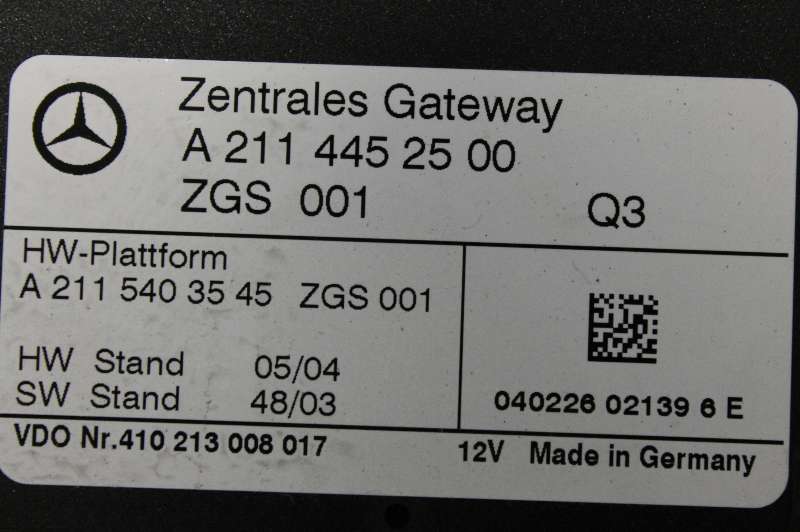 Zentrales Gateway
A 211 445 25 00
ZGS 001 Q3
HW-Plattform
A 211 540 35 45 ZGS 001
HW Stand 05/04
SW Stand 48/03
040226 02139 6 E
VDO Nr.410 213 008 017 12V Made in Germany